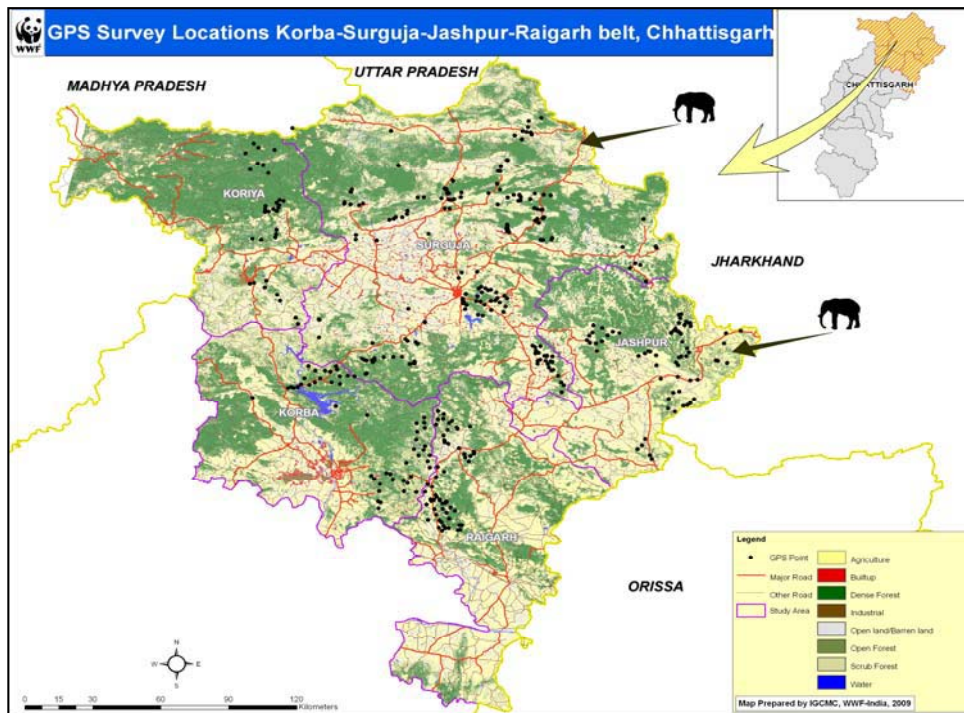 WWF
GPS Survey Locations Korba-Surguja-Jashpur-Raigarh belt, Chhattisgarh
UTTAR PRADESH
MADHYA PRADESH
CHHATTISGARH
KORIYA
SURGUJA
JHARKHAND
JASHPUR
KORBA
RAIGARH
ORISSA
Legend
GPS Point
Major Road
Other Road
Study Area
Agriculture
Builtup
Dense Forest
Industrial
Open land/Barren land
Open Forest
Scrub Forest
Water
N
W E
S
0 15 30 60 90 120
Kilometers
Map Prepared by IGCMC, WWF-India, 2009